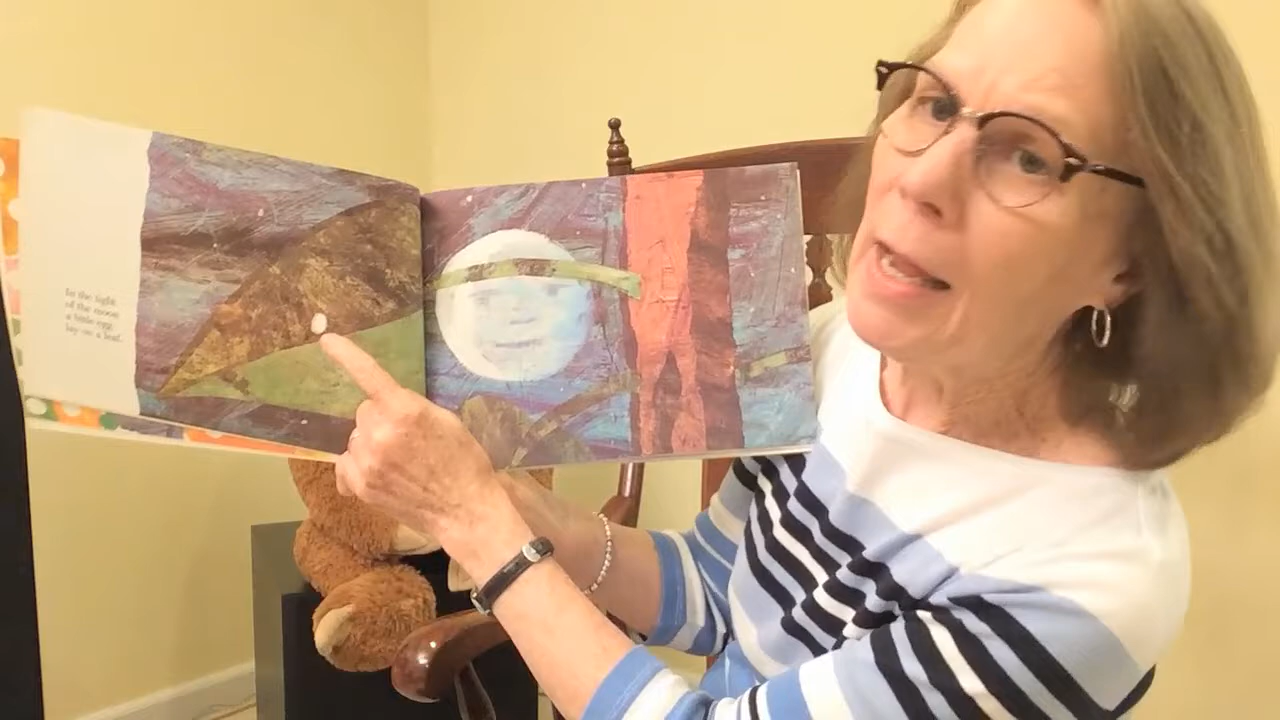 In the light
of the moon
a little egg
lay on a leaf.